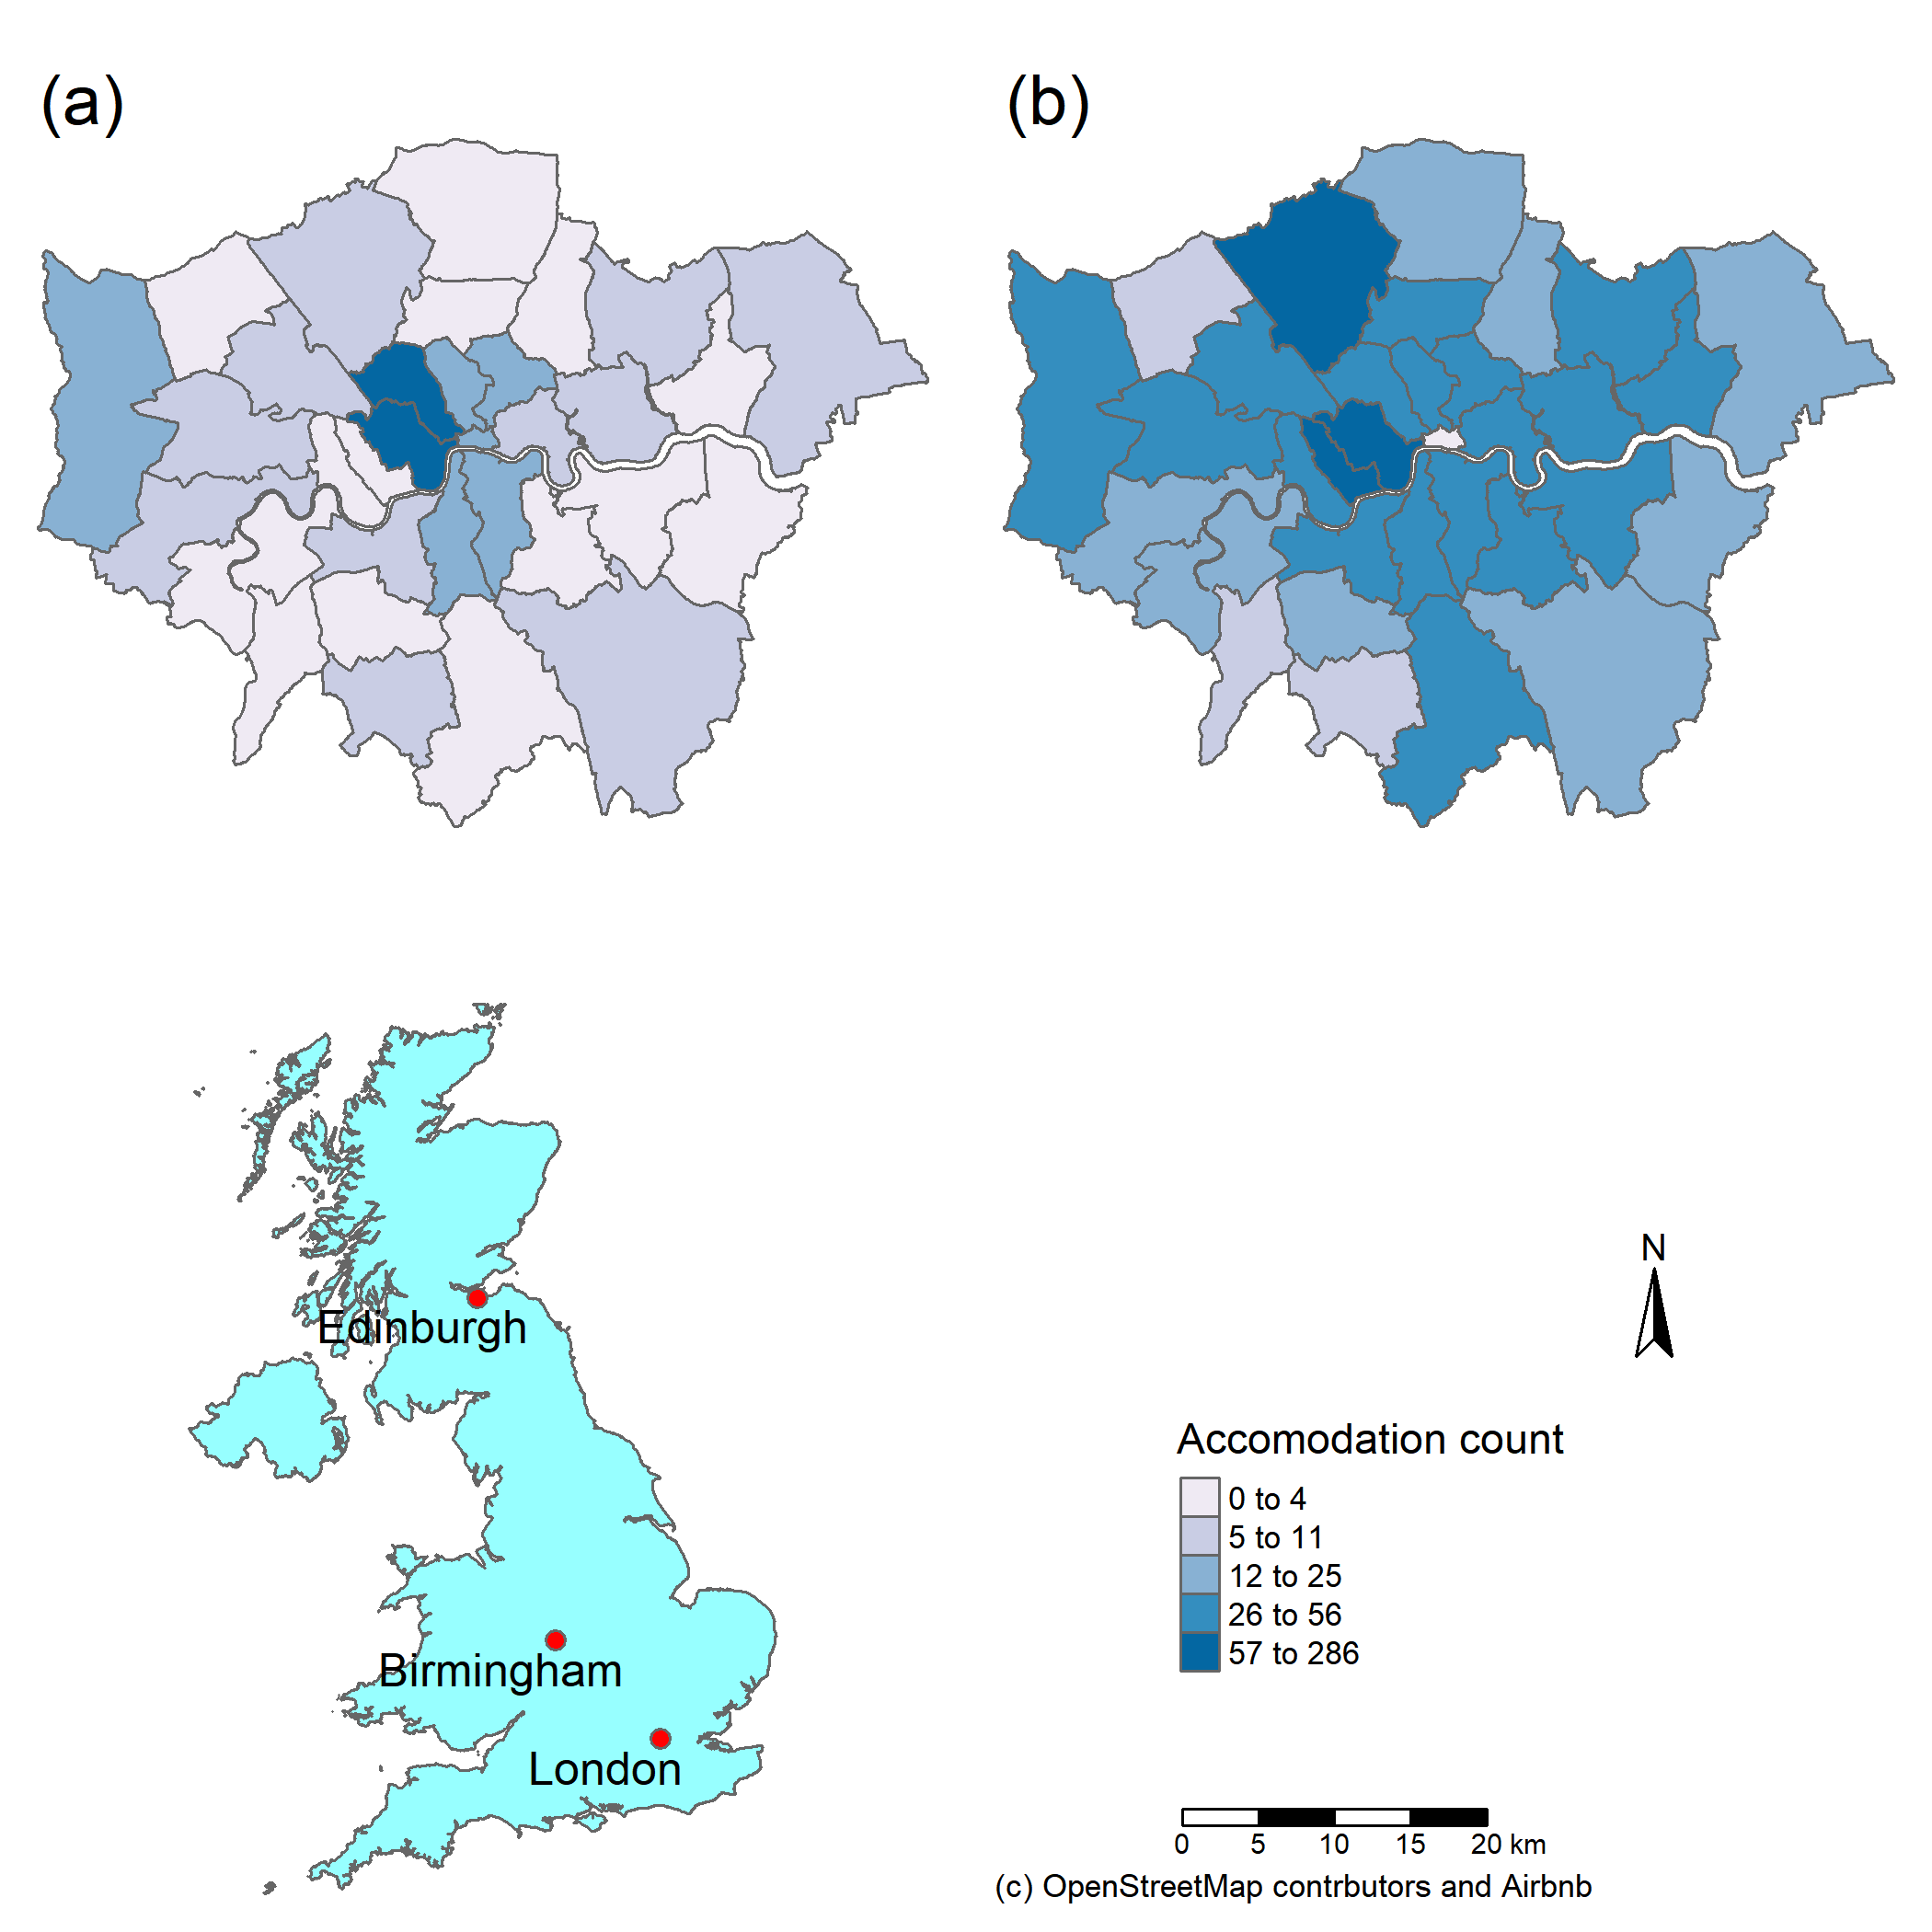 (a)
(b)
Edinburgh
Birmingham
London
N
Accomodation count
0 to 4
5 to 11
12 to 25
26 to 56
57 to 286
0 5 10 15 20 km
(c) OpenStreetMap contrbutors and Airbnb